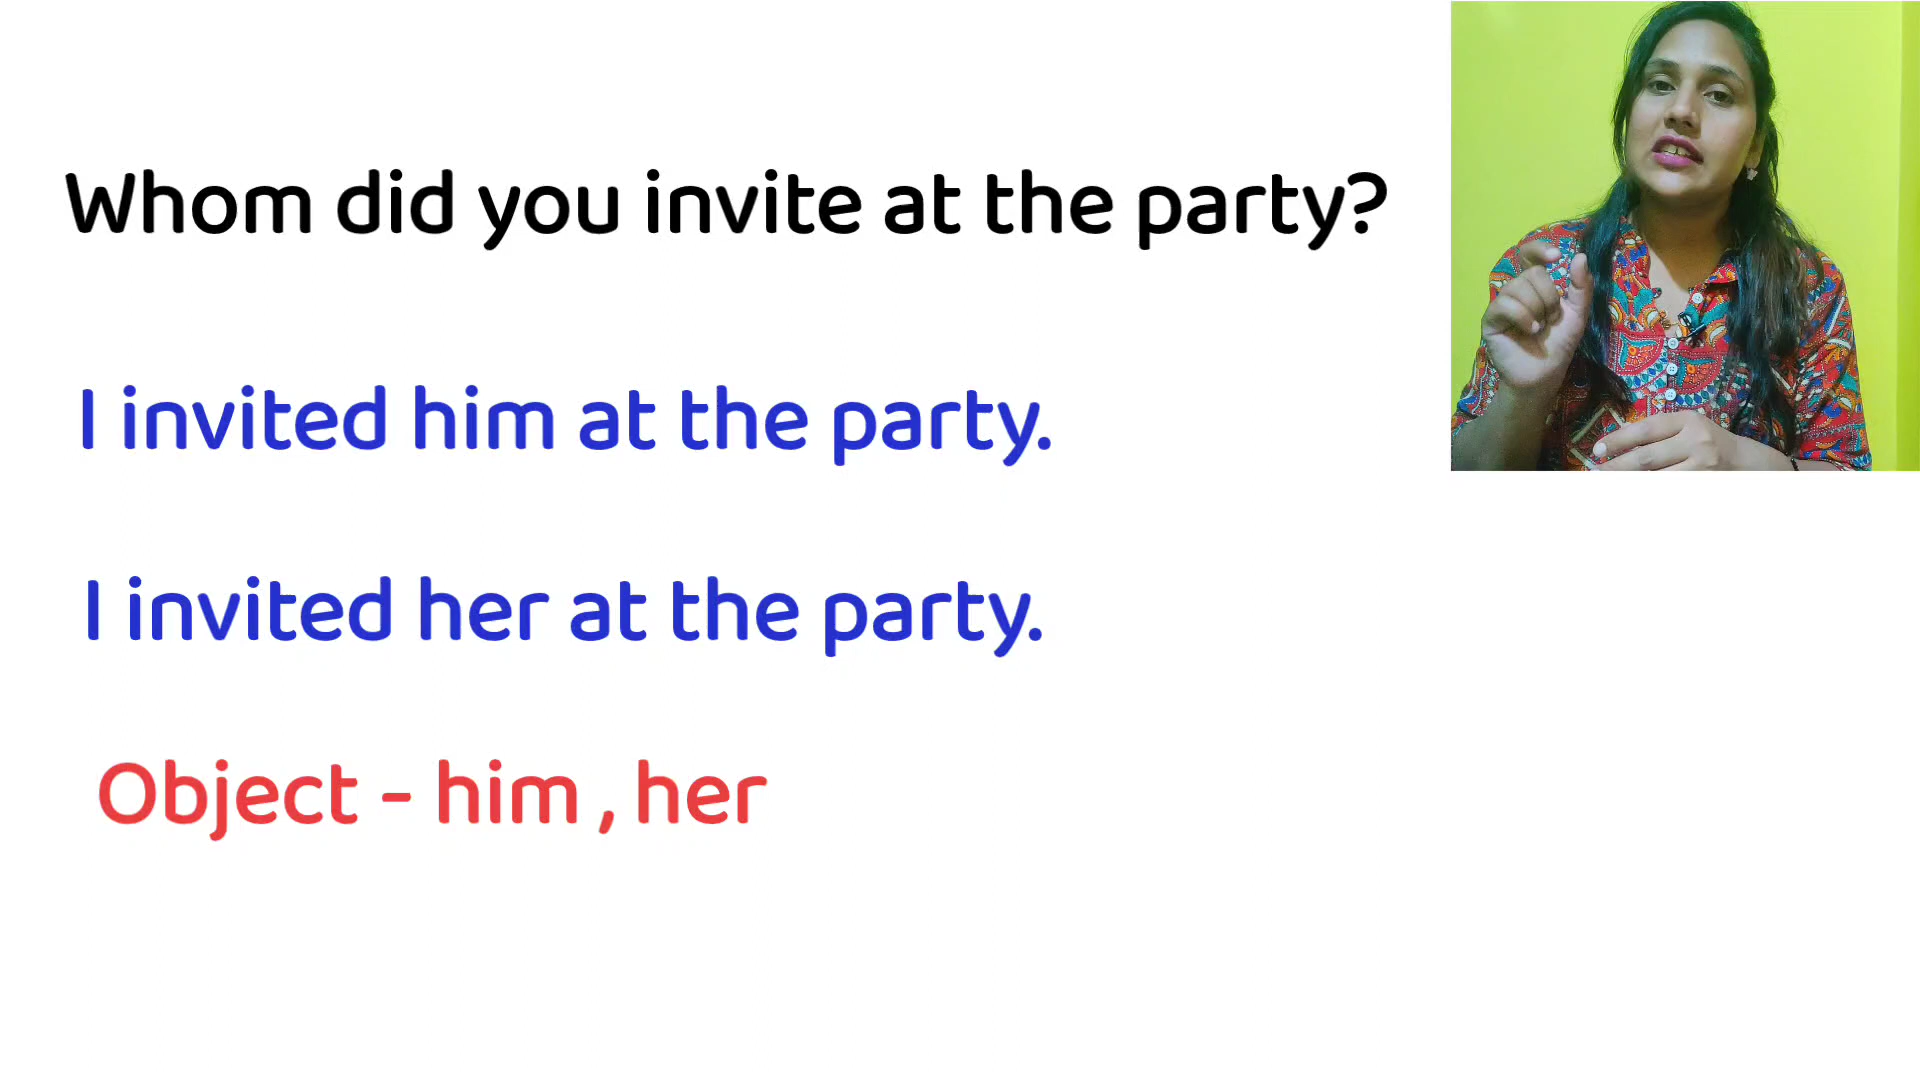 Whom did you invite at the party?
I invited him at the party.
I invited her at the party.
Object - him , her